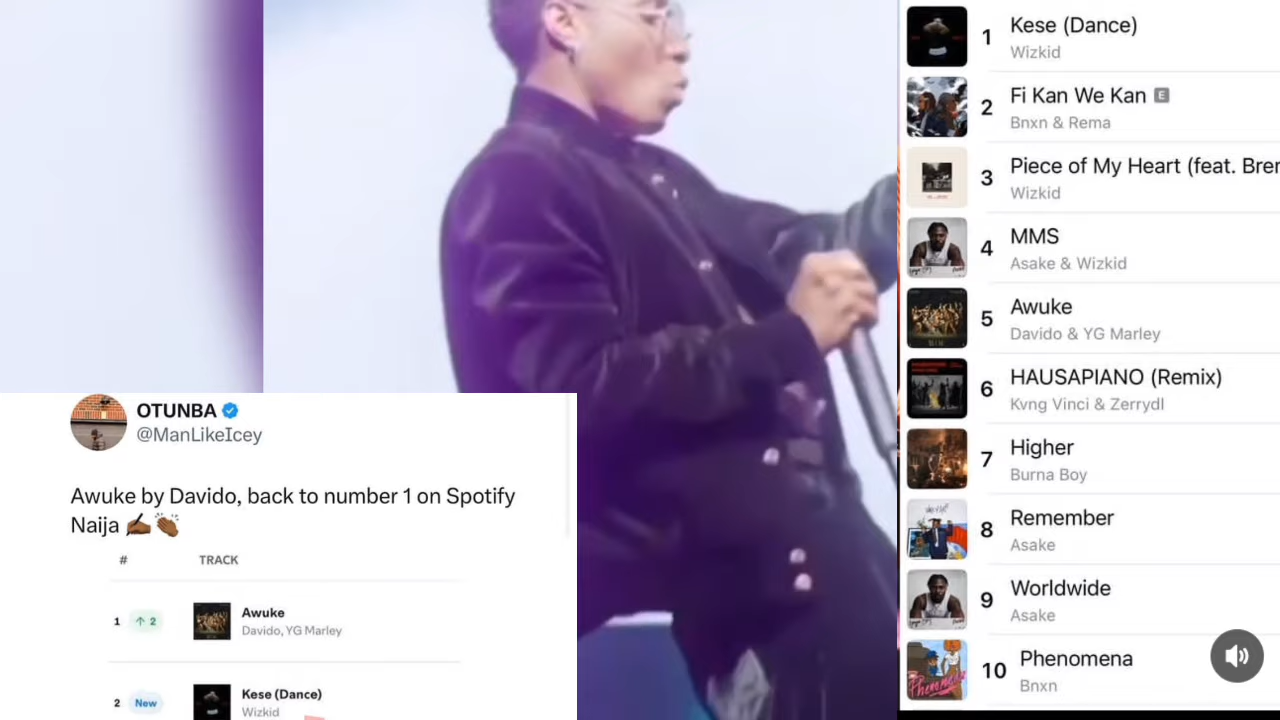 OTUNBA
@ManLikeIcey
Awuke by Davido, back to number 1 on Spotify
Naija ✍🏾👏🏾
# TRACK
1 ↑ 2 Awuke
Davido, YG Marley
2 New Kese (Dance)
Wizkid
1 Kese (Dance)
Wizkid
2 Fi Kan We Kan E
Bnxn & Rema
3 Piece of My Heart (feat. Brer
Wizkid
4 MMS
Asake & Wizkid
5 Awuke
Davido & YG Marley
6 HAUSAPIANO (Remix)
Kvng Vinci & Zerrydl
7 Higher
Burna Boy
8 Remember
Asake
9 Worldwide
Asake
10 Phenomena
Bnxn